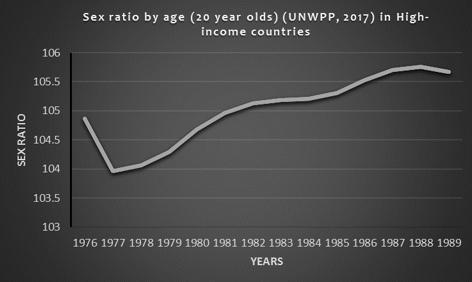 Sex ratio by age (20 year olds) (UNWPP, 2017) in High-
income countries
106
105.5
105
104.5
104
103.5
103
SEX RATIO
1976 1977 1978 1979 1980 1981 1982 1983 1984 1985 1986 1987 1988 1989
YEARS